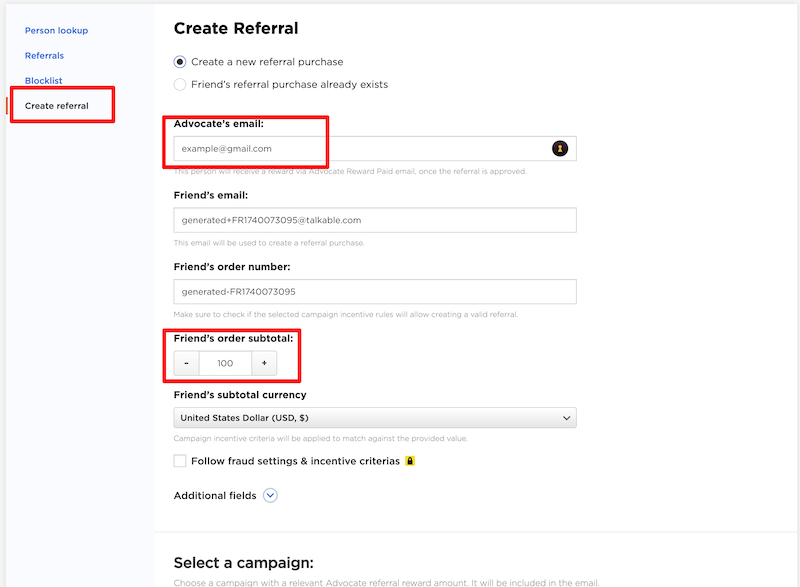 Person lookup
Referrals
Blocklist
Create referral
Create Referral
Create a new referral purchase
Friend's referral purchase already exists
Advocate's email:
example@gmail.com
This person will receive a reward via Advocate Reward Paid email, once the referral is approved.
Friend's email:
generated+FR1740073095@talkable.com
This email will be used to create a referral purchase.
Friend's order number:
generated-FR1740073095
Make sure to check if the selected campaign incentive rules will allow creating a valid referral.
Friend's order subtotal:
- 100 +
Friend's subtotal currency
United States Dollar (USD, $)
Campaign incentive criteria will be applied to match against the provided value.
Follow fraud settings & incentive criterias
Additional fields
Select a campaign:
Choose a campaign with a relevant Advocate referral reward amount. It will be included in the email.